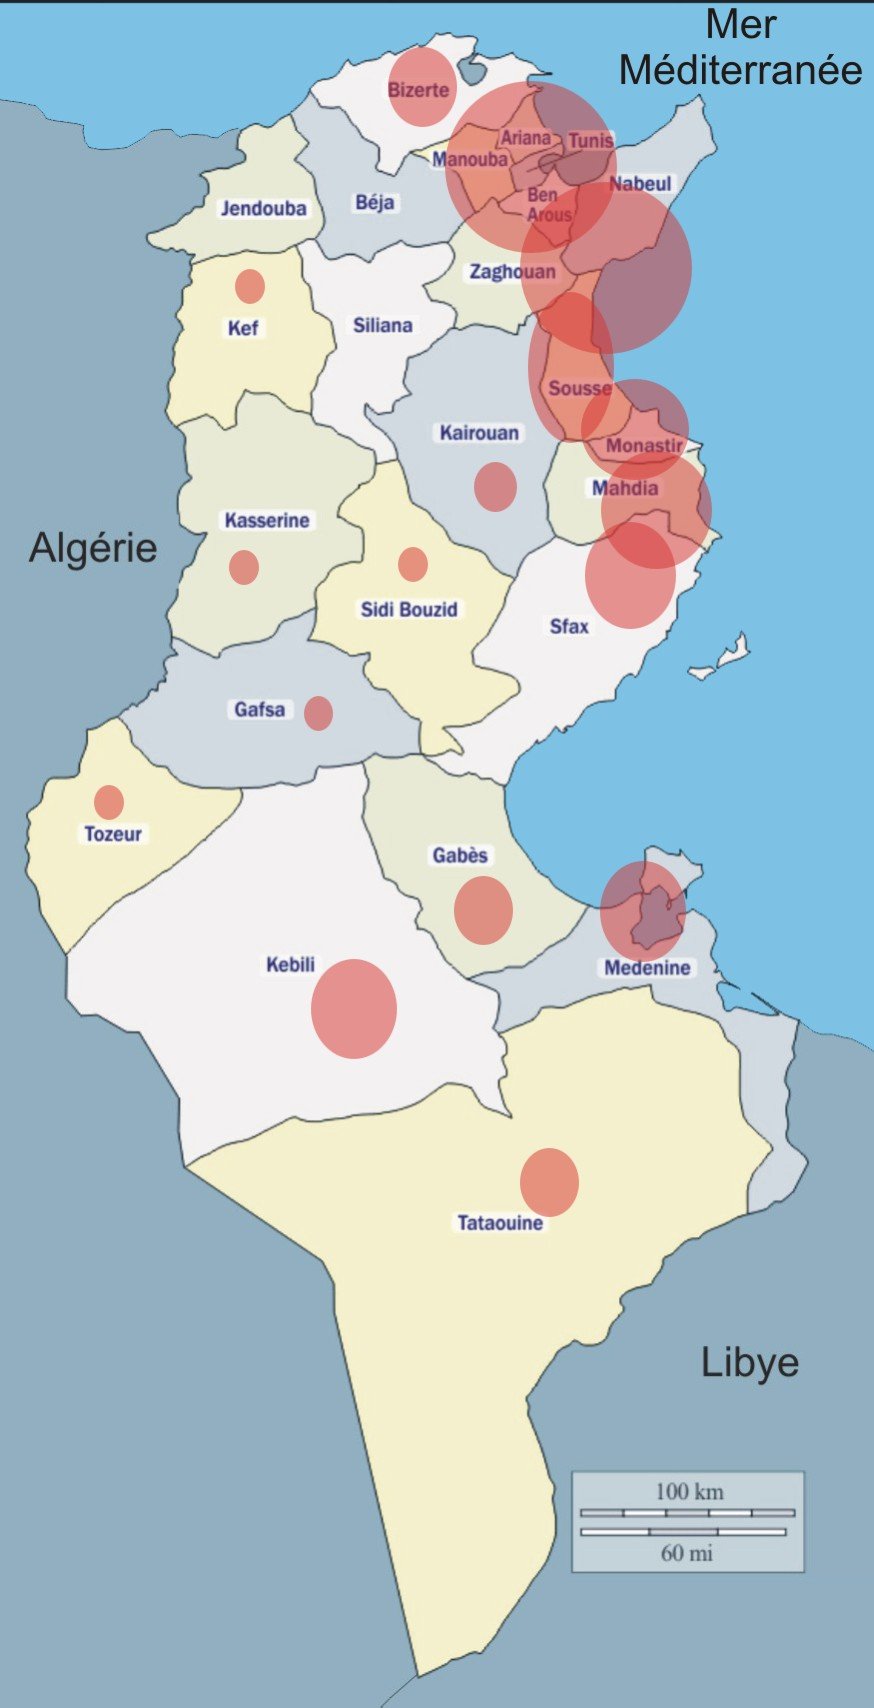 Mer
Méditerranée
Bizerte
Ariana
Tunis
Manouba
Nabeul
Ben
Arous
Jendouba
Béja
Zaghouan
Kef
Siliana
Sousse
Kairouan
Monastir
Mahdia
Kasserine
Algérie
Sidi Bouzid
Sfax
Gafsa
Tozeur
Gabès
Kebili
Medenine
Tataouine
Libye
100 km
60 mi